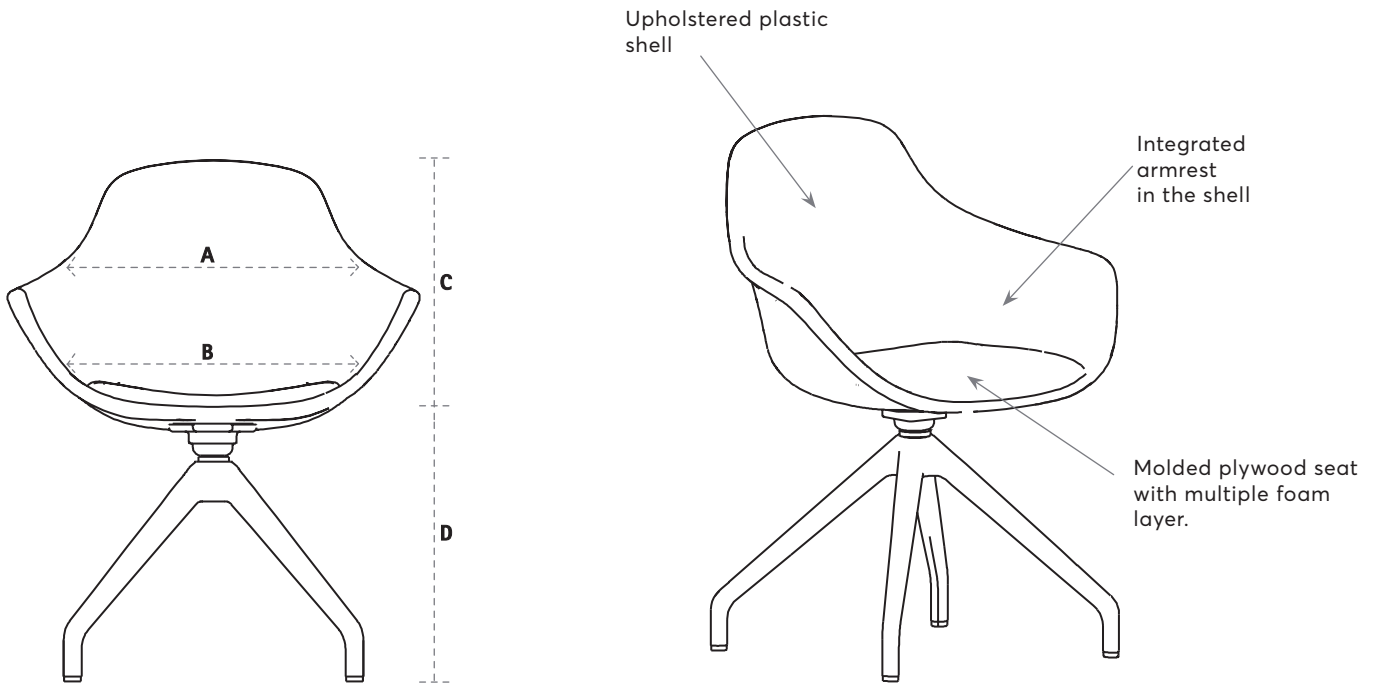 Upholstered plastic
shell
Integrated
armrest
in the shell
A
C
B
D
Molded plywood seat
with multiple foam
layer.